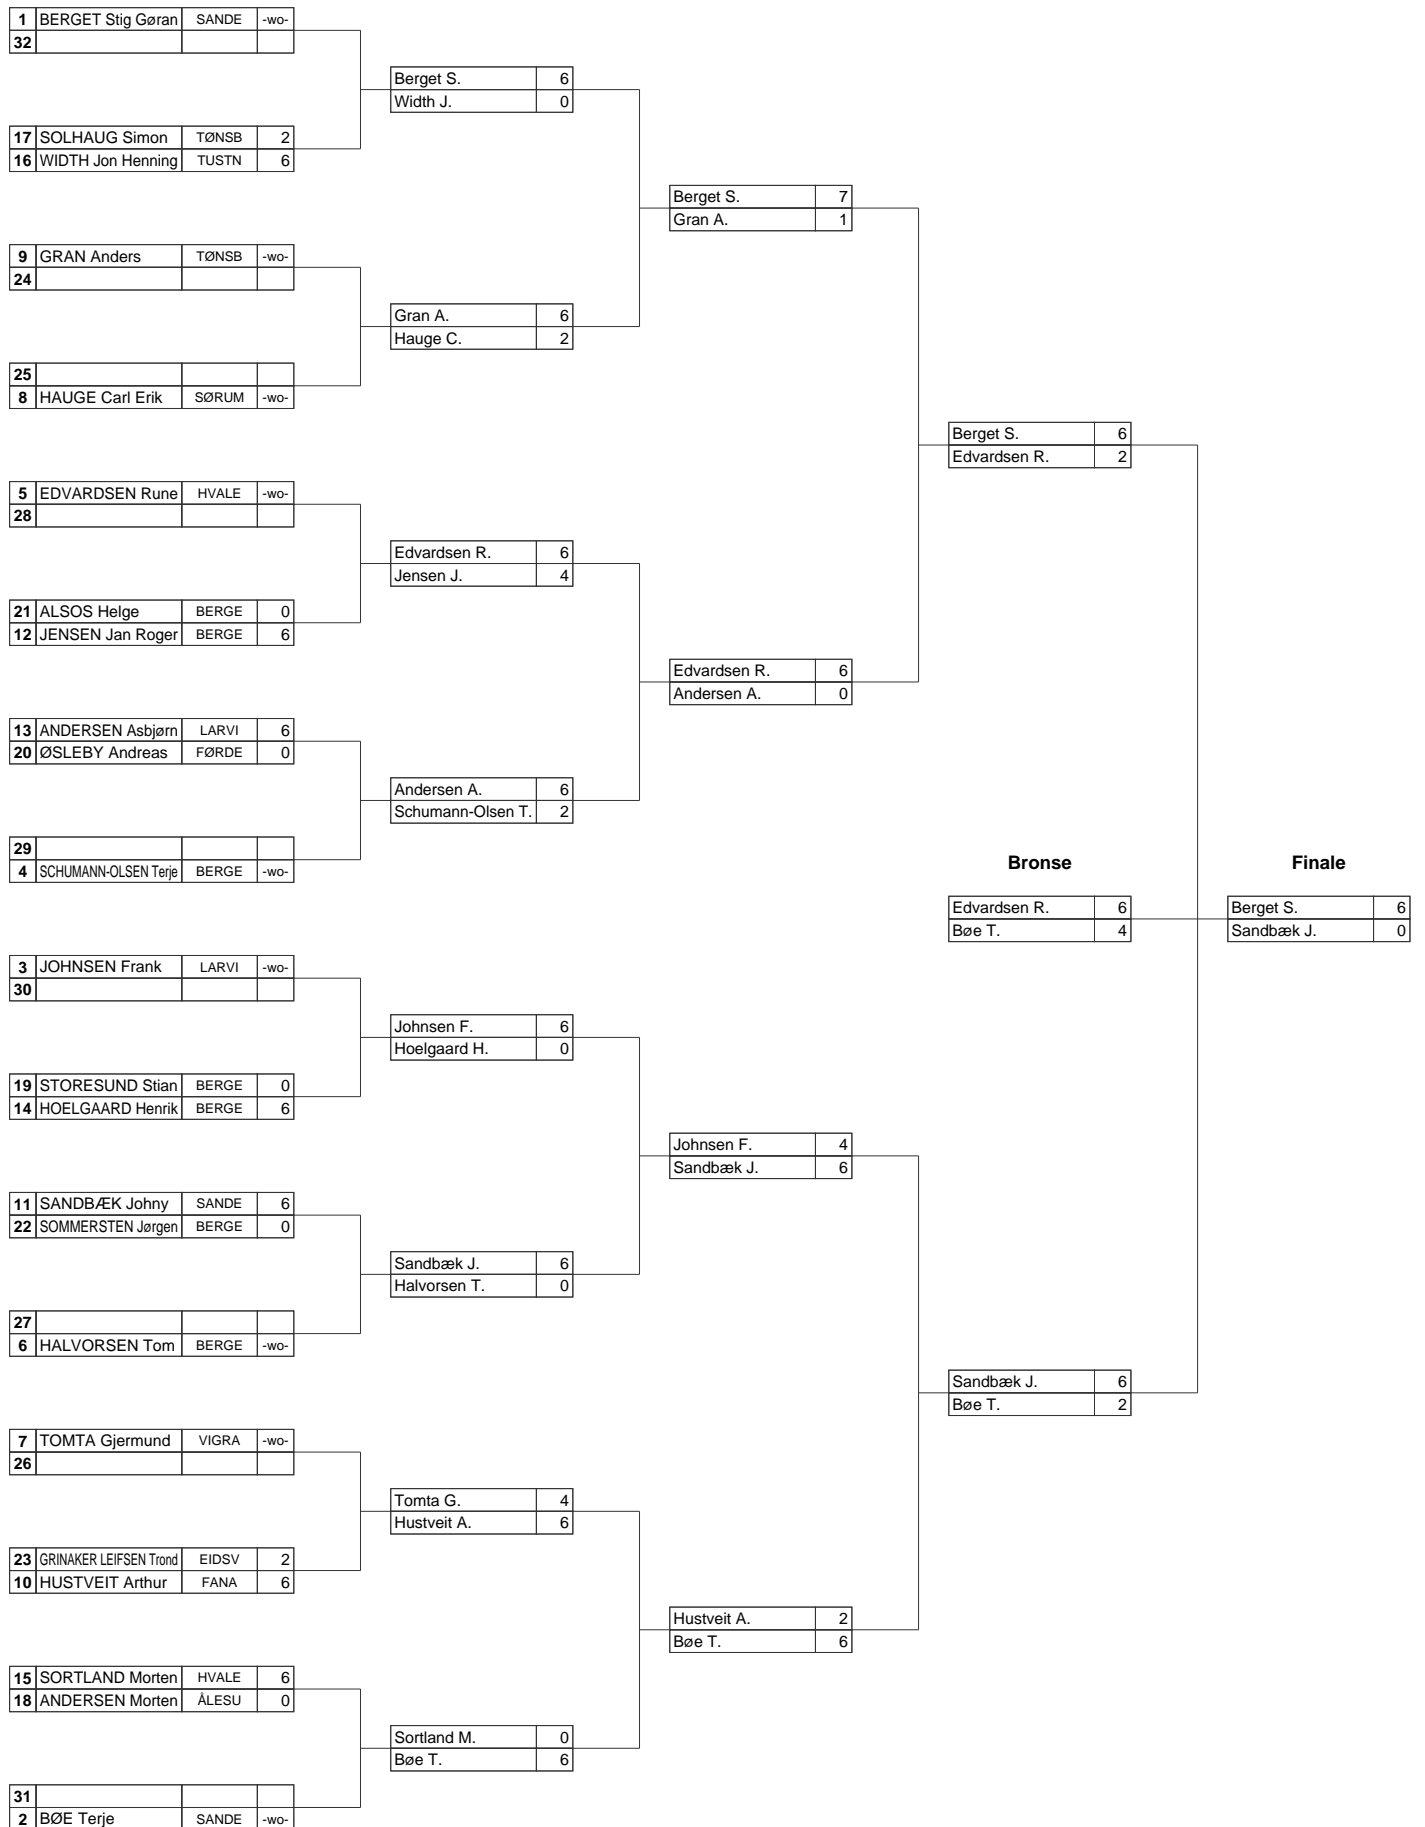 1 BERGET Stig Gøran SANDE -wo-
32
Berget S. 6
Width J. 0
17 SOLHAUG Simon TØNSB 2
16 WIDTH Jon Henning TUSTN 6
Berget S. 7
Gran A. 1
9 GRAN Anders TØNSB -wo-
24
Gran A. 6
Hauge C. 2
25
8 HAUGE Carl Erik SØRUM -wo-
Berget S. 6
Edvardsen R. 2
5 EDVARDSEN Rune HVALE -wo-
28
Edvardsen R. 6
Jensen J. 4
21 ALSOS Helge BERGE 0
12 JENSEN Jan Roger BERGE 6
Edvardsen R. 6
Andersen A. 0
13 ANDERSEN Asbjørn LARVI 6
20 ØSLEBY Andreas FØRDE 0
Andersen A. 6
Schumann-Olsen T. 2
29
4 SCHUMANN-OLSEN Terje BERGE -wo-
Bronse Finale
Edvardsen R. 6 Berget S. 6
Bøe T. 4 Sandbæk J. 0
3 JOHNSEN Frank LARVI -wo-
30
Johnsen F. 6
Hoelgaard H. 0
19 STORESUND Stian BERGE 0
14 HOELGAARD Henrik BERGE 6
Johnsen F. 4
Sandbæk J. 6
11 SANDBÆK Johny SANDE 6
22 SOMMERSTEN Jørgen BERGE 0
Sandbæk J. 6
Halvorsen T. 0
27
6 HALVORSEN Tom BERGE -wo-
Sandbæk J. 6
Bøe T. 2
7 TOMTA Gjermund VIGRA -wo-
26
Tomta G. 4
Hustveit A. 6
23 GRINAKER LEIFSEN Trond EIDSV 2
10 HUSTVEIT Arthur FANA 6
Hustveit A. 2
Bøe T. 6
15 SORTLAND Morten HVALE 6
18 ANDERSEN Morten ÅLESU 0
Sortland M. 0
Bøe T. 6
31
2 BØE Terje SANDE -wo-